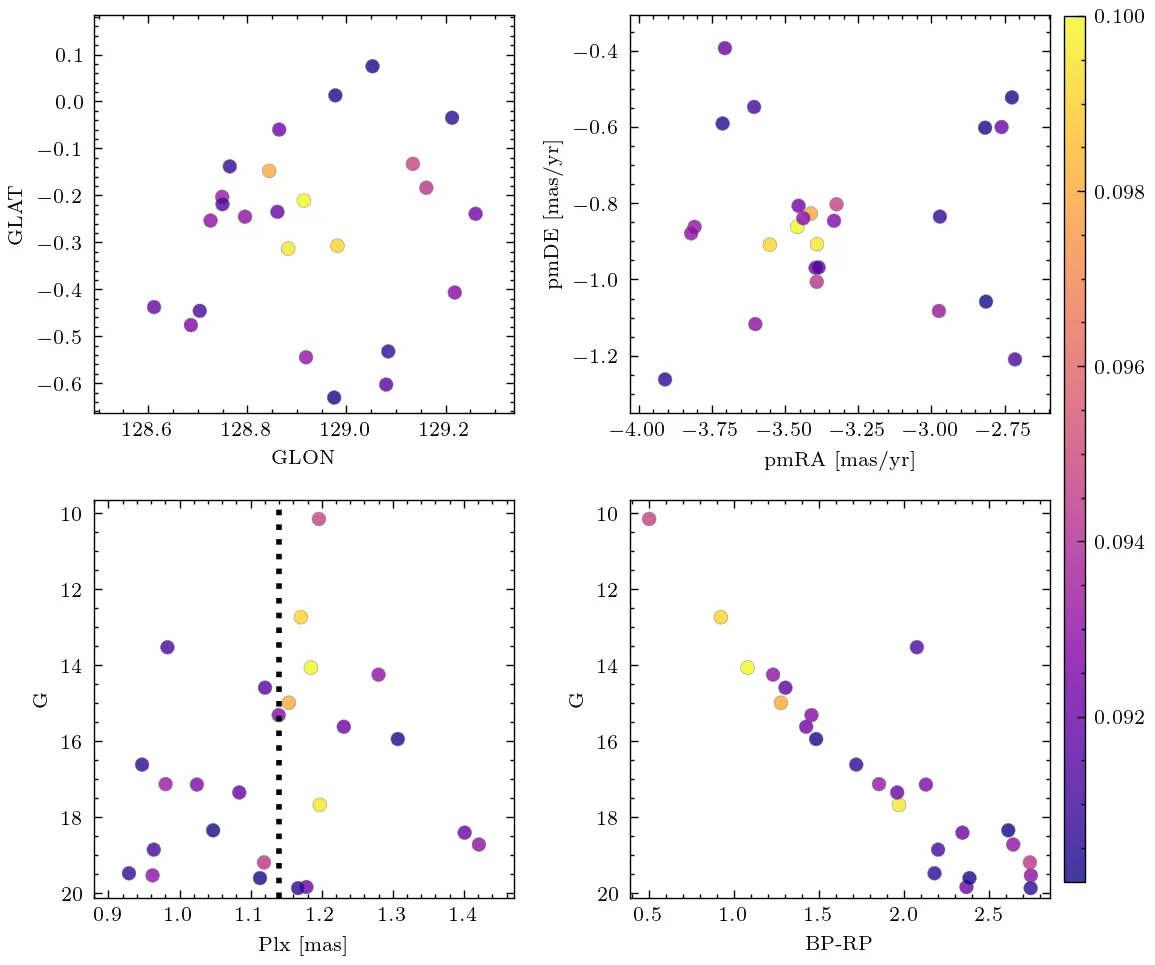 0.1
0.0
−0.1
−0.2
−0.3
−0.4
−0.5
−0.6
GLAT
128.6 128.8 129.0 129.2
GLON
−0.4
−0.6
−0.8
−1.0
−1.2
pmDE [mas/yr]
−4.00 −3.75 −3.50 −3.25 −3.00 −2.75
pmRA [mas/yr]
0.100
0.098
0.096
0.094
0.092
10
12
14
16
18
20
G
0.9 1.0 1.1 1.2 1.3 1.4
Plx [mas]
10
12
14
16
18
20
G
0.5 1.0 1.5 2.0 2.5
BP-RP